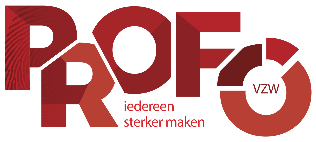 PROFO
iedereen
sterker maken
VZW